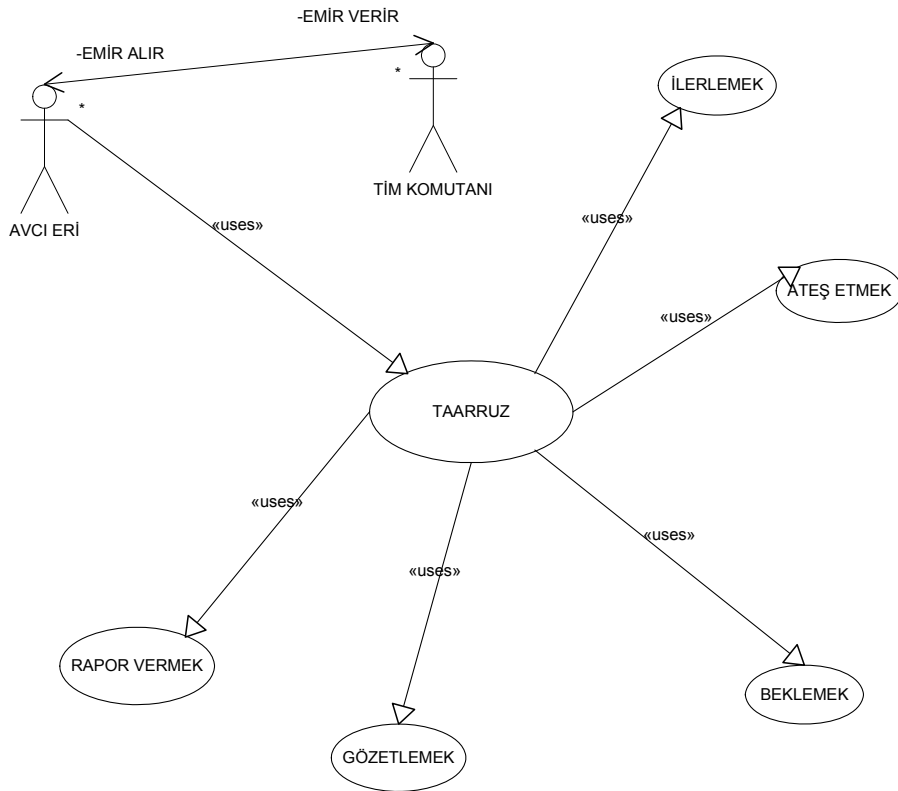 -EMİR VERİR
-EMİR ALIR
*
*
İLERLEMEK
TİM KOMUTANI
AVCI ERİ
«uses»
«uses»
ATEŞ ETMEK
«uses»
TAARRUZ
«uses»
«uses»
«uses»
RAPOR VERMEK
BEKLEMEK
GÖZETLEMEK